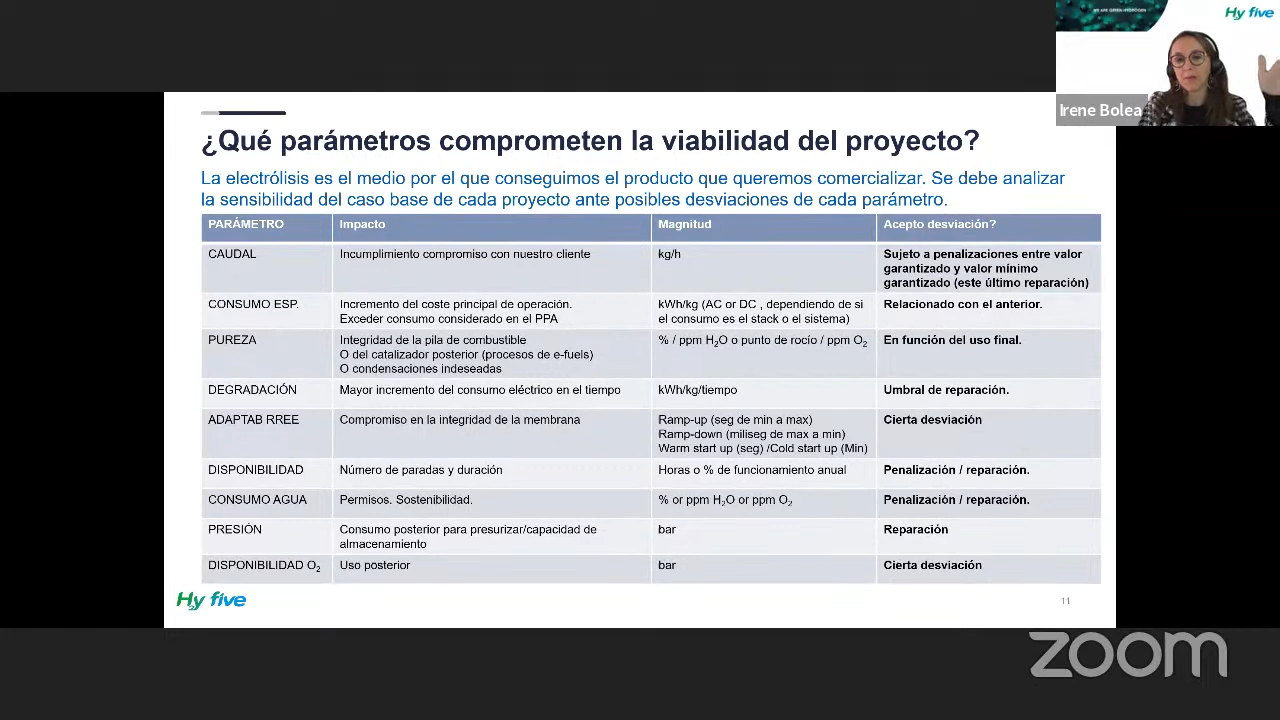 WE ARE GREEN HYDROGEN
Hy five
Irene Bolea
¿Qué parámetros comprometen la viabilidad del proyecto?
La electrólisis es el medio por el que conseguimos el producto que queremos comercializar. Se debe analizar
la sensibilidad del caso base de cada proyecto ante posibles desviaciones de cada parámetro.
PARÁMETRO Impacto Magnitud Acepto desviación?
CAUDAL Incumplimiento compromiso con nuestro cliente kg/h Sujeto a penalizaciones entre valor
garantizado y valor mínimo
garantizado (este último reparación)
CONSUMO ESP. Incremento del coste principal de operación. kWh/kg (AC or DC , dependiendo de si Relacionado con el anterior.
Exceder consumo considerado en el PPA el consumo es el stack o el sistema)
PUREZA Integridad de la pila de combustible % / ppm H₂O o punto de rocío / ppm O₂ En función del uso final.
O del catalizador posterior (procesos de e-fuels)
O condensaciones indeseadas
DEGRADACIÓN Mayor incremento del consumo eléctrico en el tiempo kWh/kg/tiempo Umbral de reparación.
ADAPTAB RREE Compromiso en la integridad de la membrana Ramp-up (seg de min a max) Cierta desviación
Ramp-down (miliseg de max a min)
Warm start up (seg) /Cold start up (Min)
DISPONIBILIDAD Número de paradas y duración Horas o % de funcionamiento anual Penalización / reparación.
CONSUMO AGUA Permisos. Sostenibilidad. % or ppm H₂O or ppm O₂ Penalización / reparación.
PRESIÓN Consumo posterior para presurizar/capacidad de bar Reparación
almacenamiento
DISPONIBILIDAD O₂ Uso posterior bar Cierta desviación
Hy five
11
zoom